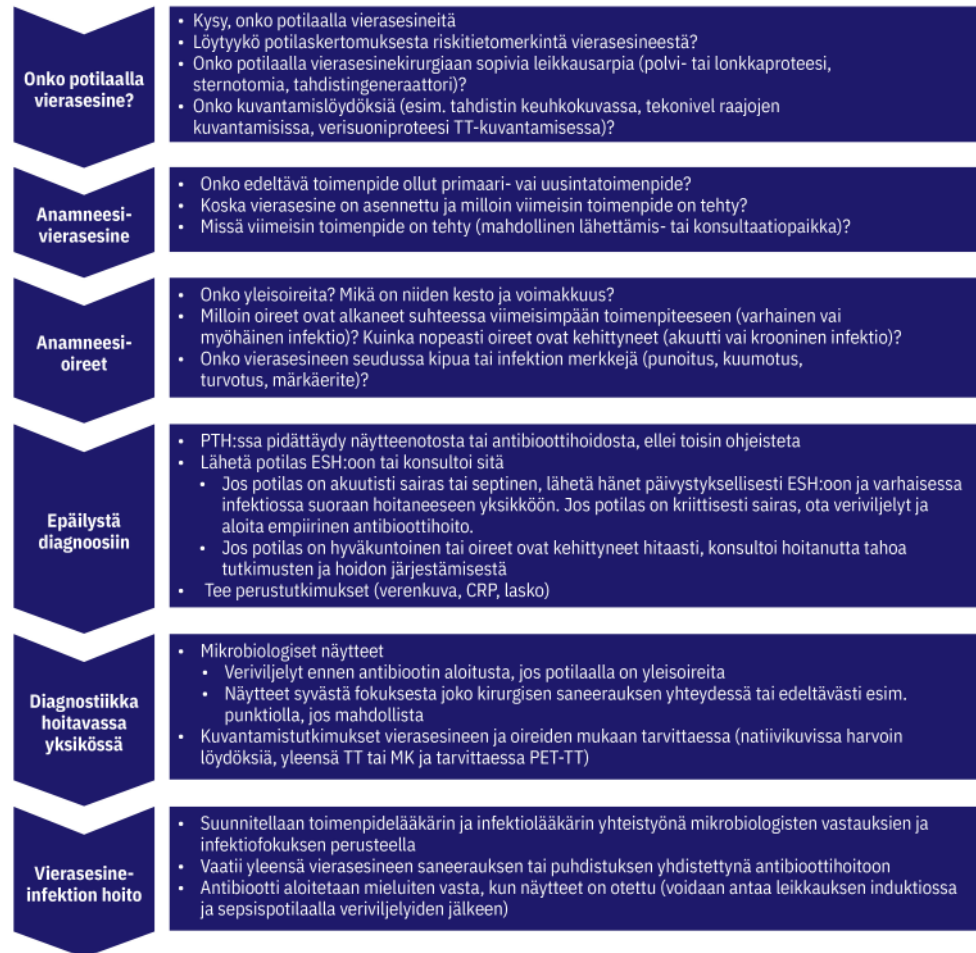 Onko potilaalla
vierasesine?
• Kysy, onko potilaalla vierasesineitä
• Löytyykö potilaskertomuksesta riskitietomerkintä vierasesineestä?
• Onko potilaalla vierasesinekirurgiaan sopivia leikkausarpia (polvi- tai lonkkaproteesi,
sternotomia, tahdistingeneraattori)?
• Onko kuvantamislöydöksiä (esim. tahdistin keuhkokuvassa, tekonivel raajojen
kuvantamisissa, verisuoniproteesi TT-kuvantamisessa)?
Anamneesi-
vierasesine
• Onko edeltävä toimenpide ollut primaari- vai uusintatoimenpide?
• Koska vierasesine on asennettu ja milloin viimeisin toimenpide on tehty?
• Missä viimeisin toimenpide on tehty (mahdollinen lähettämis- tai konsultaatiopaikka)?
Anamneesi-
oireet
• Onko yleisoireita? Mikä on niiden kesto ja voimakkuus?
• Milloin oireet ovat alkaneet suhteessa viimeisimpään toimenpiteeseen (varhainen vai
myöhäinen infektio)? Kuinka nopeasti oireet ovat kehittyneet (akuutti vai krooninen infektio)?
• Onko vierasesineen seudussa kipua tai infektion merkkejä (punoitus, kuumotus,
turvotus, märkäerite)?
Epäilystä
diagnoosiin
• PTH:ssa pidättäydy näytteenotosta tai antibioottihoidosta, ellei toisin ohjeisteta
• Lähetä potilas ESH:oon tai konsultoi sitä
• Jos potilas on akuutisti sairas tai septinen, lähetä hänet päivystyksellisesti ESH:oon ja varhaisessa
infektiossa suoraan hoitaneeseen yksikköön. Jos potilas on kriittisesti sairas, ota veriviljelyt ja
aloita empiirinen antibioottihoito.
• Jos potilas on hyväkuntoinen tai oireet ovat kehittyneet hitaasti, konsultoi hoitanutta tahoa
tutkimusten ja hoidon järjestämisestä
• Tee perustutkimukset (verenkuva, CRP, lasko)
Diagnostiikka
hoitavassa
yksikössä
• Mikrobiologiset näytteet
• Veriviljelyt ennen antibiootin aloitusta, jos potilaalla on yleisoireita
• Näytteet syvästä fokuksesta joko kirurgisen saneerauksen yhteydessä tai edeltävästi esim.
punktiolla, jos mahdollista
• Kuvantamistutkimukset vierasesineen ja oireiden mukaan tarvittaessa (natiivikuvissa harvoin
löydöksiä, yleensä TT tai MK ja tarvittaessa PET-TT)
Vierasesine-
infektion hoito
• Suunnitellaan toimenpidelääkärin ja infektiolääkärin yhteistyönä mikrobiologisten vastauksien ja
infektiofokuksen perusteella
• Vaatii yleensä vierasesineen saneerauksen tai puhdistuksen yhdistettynä antibioottihoitoon
• Antibiootti aloitetaan mieluiten vasta, kun näytteet on otettu (voidaan antaa leikkauksen induktiossa
ja sepsispotilaalla veriviljelyiden jälkeen)